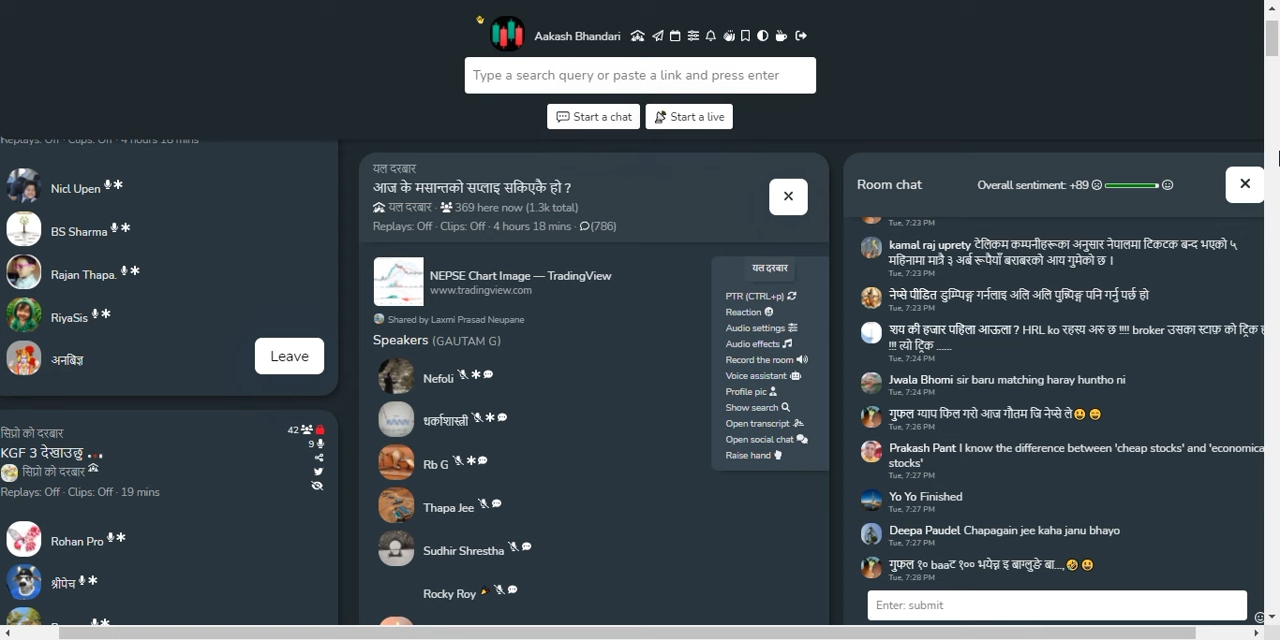 Aakash Bhandari
Type a search query or paste a link and press enter
Start a chat
Start a live
Replays: Off · Clips: Off · 4 hours 18 mins
Nicl Upen
BS Sharma
Rajan Thapa.
RiyaSis
अनबिज्ञ
Leave
सिप्रो को दरबार
42
9
KGF 3 देखाउछु
सिप्रो को दरबार
Replays: Off · Clips: Off · 19 mins
Rohan Pro
श्रीपेच
यल दरबार
आज के मसान्तको सप्लाइ सकिएकै हो ?
यल दरबार · 369 here now (1.3k total)
Replays: Off · Clips: Off · 4 hours 18 mins · (786)
NEPSE Chart Image — TradingView
www.tradingview.com
Shared by Laxmi Prasad Neupane
Speakers (GAUTAM G)
Nefoli
धर्काशास्त्री
Rb G
Thapa Jee
Sudhir Shrestha
Rocky Roy
यल दरबार
PTR (CTRL+p)
Reaction
Audio settings
Audio effects
Record the room
Voice assistant
Profile pic
Show search
Open transcript
Open social chat
Raise hand
Room chat
Overall sentiment: +89
Tue, 7:23 PM
kamal raj uprety टेलिकम कम्पनीहरूका अनुसार नेपालमा टिकटक बन्द भएको ५
महिनामा मात्रै ३ अर्ब रूपैयाँ बराबरको आय गुमेको छ ।
Tue, 7:23 PM
नेप्से पीडित डुम्पिङ्ग गर्नलाइ अलि अलि पुष्पिङ्ग पनि गर्नु पर्छ हो
Tue, 7:23 PM
शय की हजार पहिला आऊला ? HRL ko रहस्य अरु छ !!!! broker उसका स्टाफ़ को ट्रिक ह
!!! त्यो ट्रिक ......
Tue, 7:24 PM
Jwala Bhomi sir baru matching haray huntho ni
Tue, 7:24 PM
गुफल ग्याप फिल गरो आज गौतम जि नेप्से ले😀 😄
Tue, 7:26 PM
Prakash Pant I know the difference between 'cheap stocks' and 'economica
stocks'
Tue, 7:27 PM
Yo Yo Finished
Tue, 7:27 PM
Deepa Paudel Chapagain jee kaha janu bhayo
Tue, 7:27 PM
गुफल १० baaट १०० भयेन्न इ बाग्लुङे बा...,🤣 😃
Tue, 7:28 PM
Enter: submit